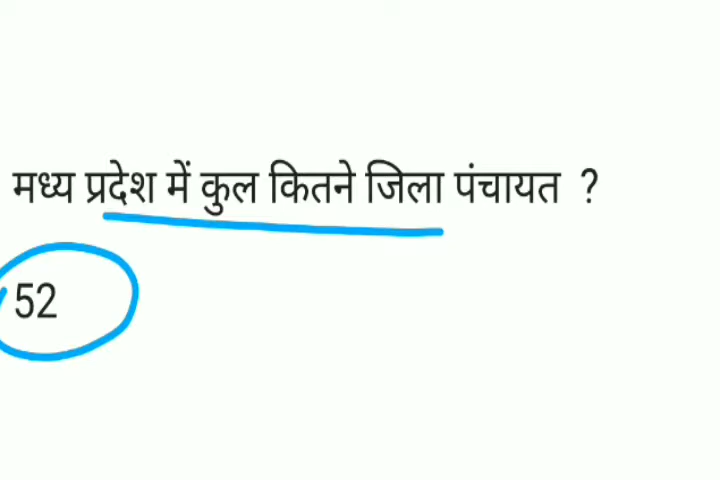 मध्य प्रदेश में कुल कितने जिला पंचायत ?
52